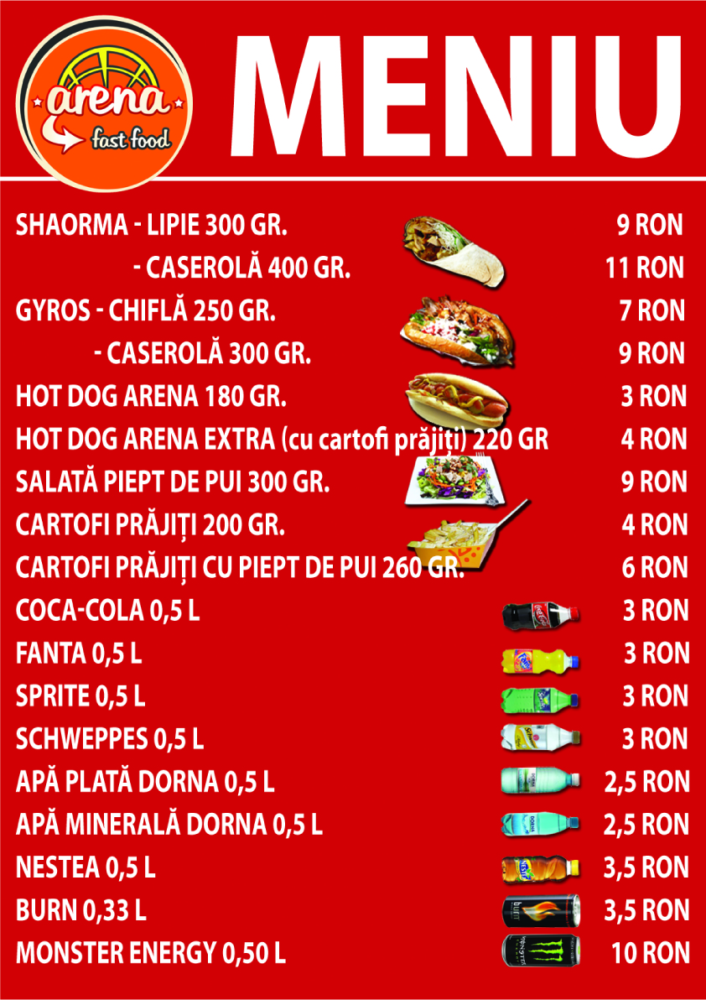 arena
fast food
MENIU
SHAORMA - LIPIE 300 GR. 9 RON
- CASEROLĂ 400 GR. 11 RON
GYROS - CHIFLĂ 250 GR. 7 RON
- CASEROLĂ 300 GR. 9 RON
HOT DOG ARENA 180 GR. 3 RON
HOT DOG ARENA EXTRA (cu cartofi prăjiți) 220 GR 4 RON
SALATĂ PIEPT DE PUI 300 GR. 9 RON
CARTOFI PRĂJIȚI 200 GR. 4 RON
CARTOFI PRĂJIȚI CU PIEPT DE PUI 260 GR. 6 RON
COCA-COLA 0,5 L 3 RON
FANTA 0,5 L 3 RON
SPRITE 0,5 L 3 RON
SCHWEPPES 0,5 L 3 RON
APĂ PLATĂ DORNA 0,5 L 2,5 RON
APĂ MINERALĂ DORNA 0,5 L 2,5 RON
NESTEA 0,5 L 3,5 RON
BURN 0,33 L burn 3,5 RON
MONSTER ENERGY 0,50 L MONSTER 10 RON